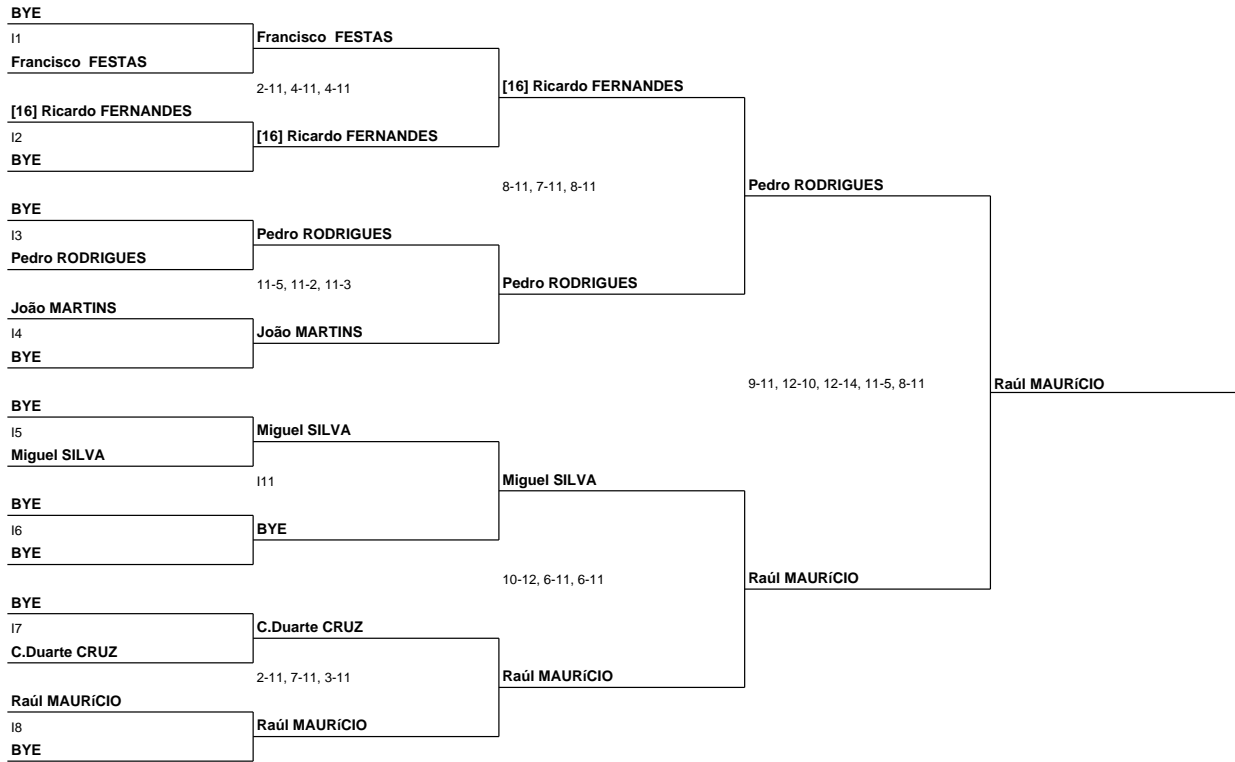 BYE
I1
Francisco FESTAS
[16] Ricardo FERNANDES
I2
BYE
BYE
I3
Pedro RODRIGUES
João MARTINS
I4
BYE
BYE
I5
Miguel SILVA
BYE
I6
BYE
BYE
I7
C.Duarte CRUZ
Raúl MAURíCIO
I8
BYE
Francisco FESTAS
2-11, 4-11, 4-11
[16] Ricardo FERNANDES
Pedro RODRIGUES
11-5, 11-2, 11-3
João MARTINS
Miguel SILVA
I11
BYE
C.Duarte CRUZ
2-11, 7-11, 3-11
Raúl MAURíCIO
[16] Ricardo FERNANDES
8-11, 7-11, 8-11
Pedro RODRIGUES
Miguel SILVA
10-12, 6-11, 6-11
Raúl MAURíCIO
Pedro RODRIGUES
9-11, 12-10, 12-14, 11-5, 8-11
Raúl MAURíCIO
Raúl MAURíCIO